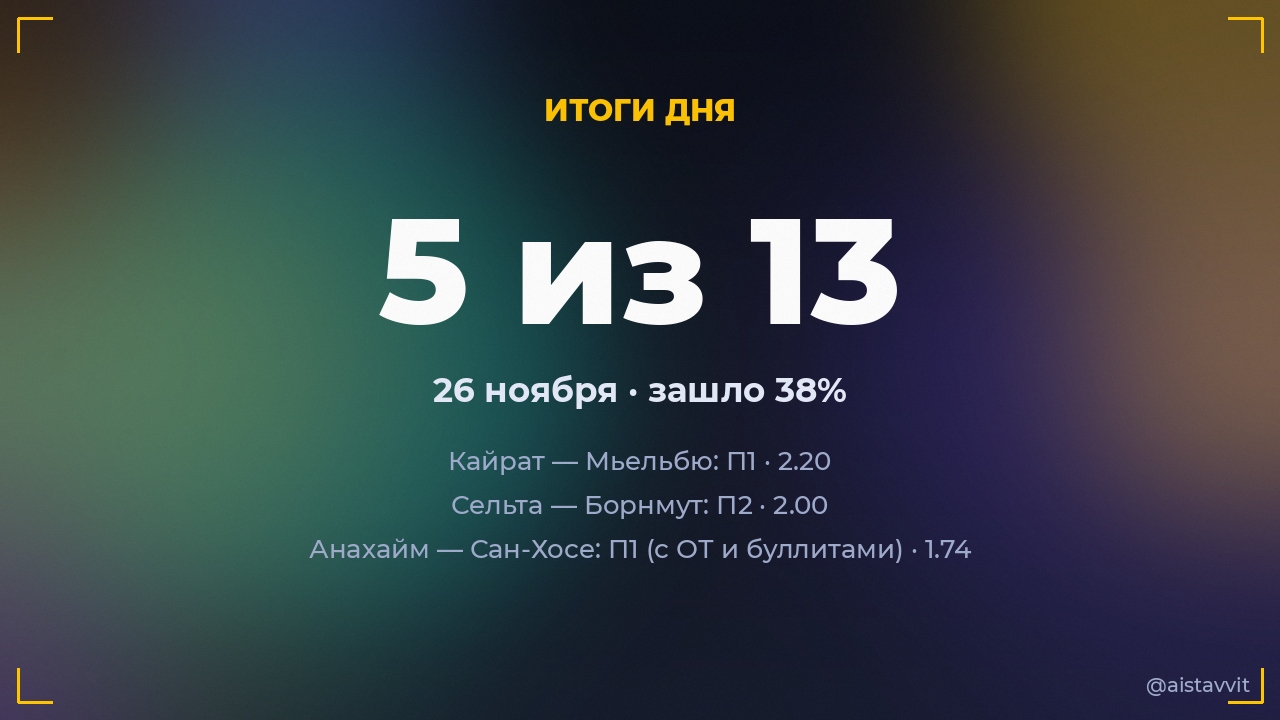 ИТОГИ ДНЯ
5 из 13
26 ноября · зашло 38%
Кайрат — Мьельбю: П1 · 2.20
Сельта — Борнмут: П2 · 2.00
Анахайм — Сан-Хосе: П1 (с ОТ и буллитами) · 1.74
@aistavvit